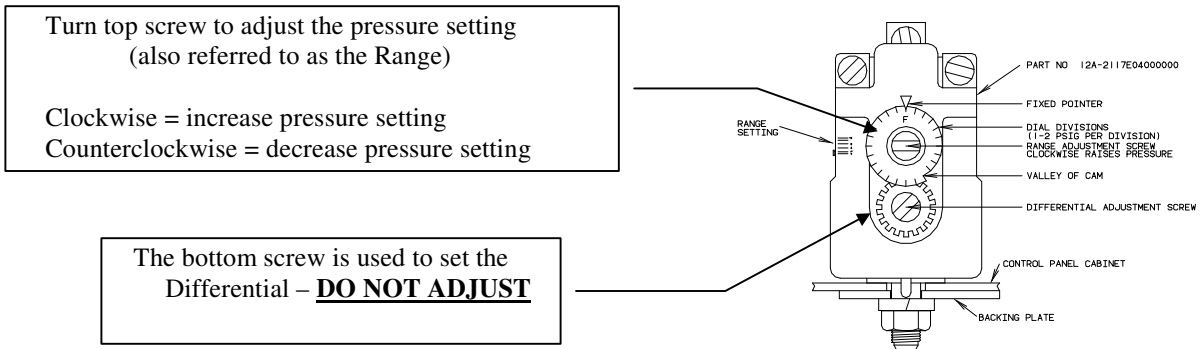 Turn top screw to adjust the pressure setting
(also referred to as the Range)
Clockwise = increase pressure setting
Counterclockwise = decrease pressure setting
The bottom screw is used to set the
Differential – DO NOT ADJUST
RANGE
SETTING
F
PART NO 12A-2117E04000000
FIXED POINTER
DIAL DIVISIONS
(1-2 PSIG PER DIVISION)
RANGE ADJUSTMENT SCREW
CLOCKWISE RAISES PRESSURE
VALLEY OF CAM
DIFFERENTIAL ADJUSTMENT SCREW
CONTROL PANEL CABINET
BACKING PLATE